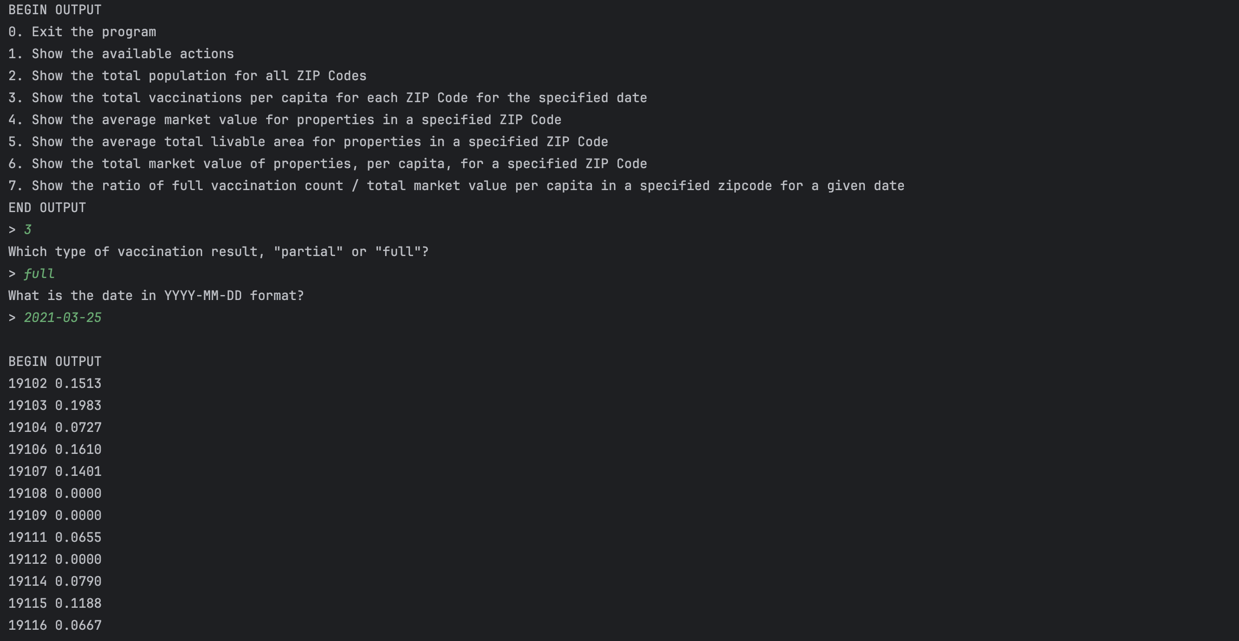 BEGIN OUTPUT
0. Exit the program
1. Show the available actions
2. Show the total population for all ZIP Codes
3. Show the total vaccinations per capita for each ZIP Code for the specified date
4. Show the average market value for properties in a specified ZIP Code
5. Show the average total livable area for properties in a specified ZIP Code
6. Show the total market value of properties, per capita, for a specified ZIP Code
7. Show the ratio of full vaccination count / total market value per capita in a specified zipcode for a given date
END OUTPUT
> 3
Which type of vaccination result, "partial" or "full"?
> full
What is the date in YYYY-MM-DD format?
> 2021-03-25
BEGIN OUTPUT
19102 0.1513
19103 0.1983
19104 0.0727
19106 0.1610
19107 0.1401
19108 0.0000
19109 0.0000
19111 0.0655
19112 0.0000
19114 0.0790
19115 0.1188
19116 0.0667